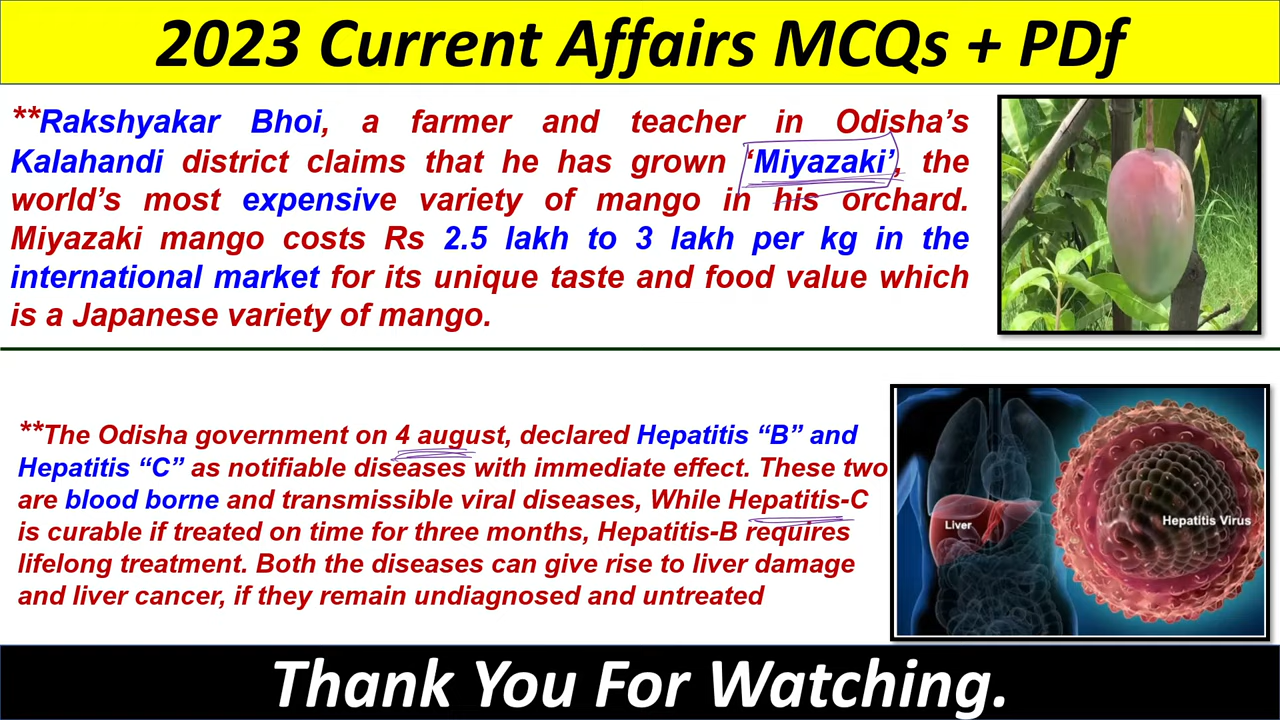 2023 Current Affairs MCQs + PDf
**Rakshyakar Bhoi, a farmer and teacher in Odisha’s
Kalahandi district claims that he has grown ‘Miyazaki’, the
world’s most expensive variety of mango in his orchard.
Miyazaki mango costs Rs 2.5 lakh to 3 lakh per kg in the
international market for its unique taste and food value which
is a Japanese variety of mango.
**The Odisha government on 4 august, declared Hepatitis “B” and
Hepatitis “C” as notifiable diseases with immediate effect. These two
are blood borne and transmissible viral diseases, While Hepatitis-C
is curable if treated on time for three months, Hepatitis-B requires
lifelong treatment. Both the diseases can give rise to liver damage
and liver cancer, if they remain undiagnosed and untreated
Liver
Hepatitis Virus
Thank You For Watching.